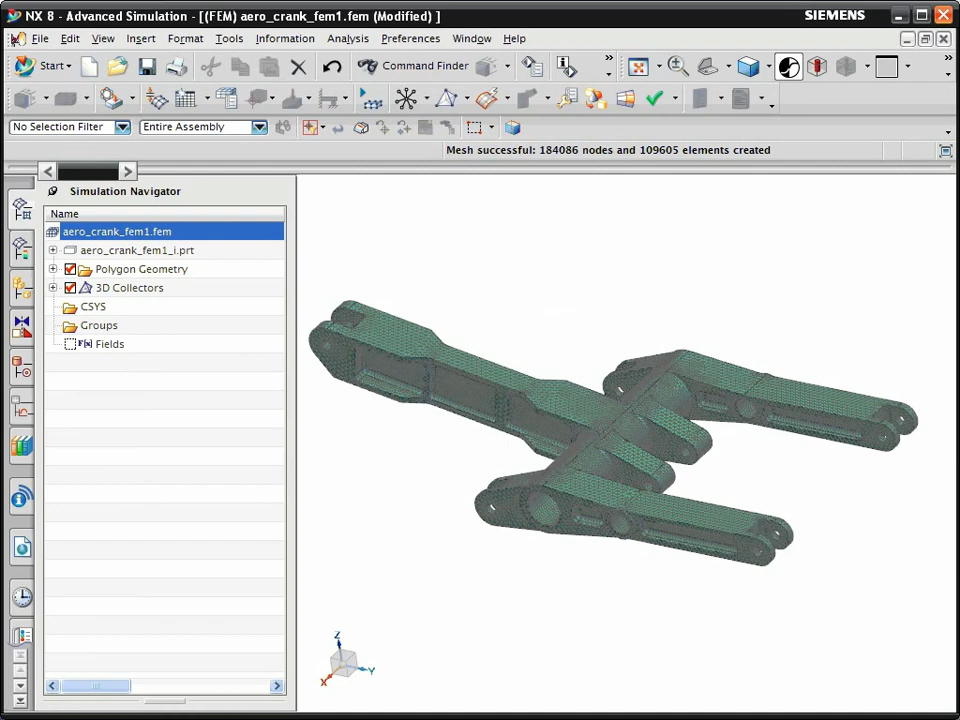 NX 8 - Advanced Simulation - [(FEM) aero_crank_fem1.fem (Modified) ]
SIEMENS
File Edit View Insert Format Tools Information Analysis Preferences Window Help
Start
Command Finder
No Selection Filter
Entire Assembly
Mesh successful: 184086 nodes and 109605 elements created
Simulation Navigator
Name
aero_crank_fem1.fem
aero_crank_fem1_i.prt
Polygon Geometry
3D Collectors
CSYS
Groups
F(x) Fields
Z
Y
X